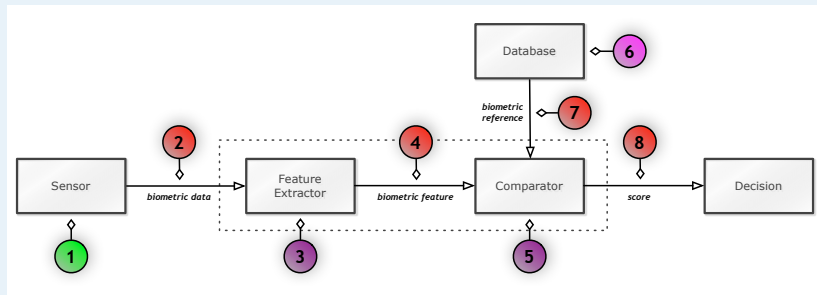 Database
6
biometric
reference
7
2
4
8
Sensor
biometric data
Feature
Extractor
biometric feature
Comparator
score
Decision
1
3
5